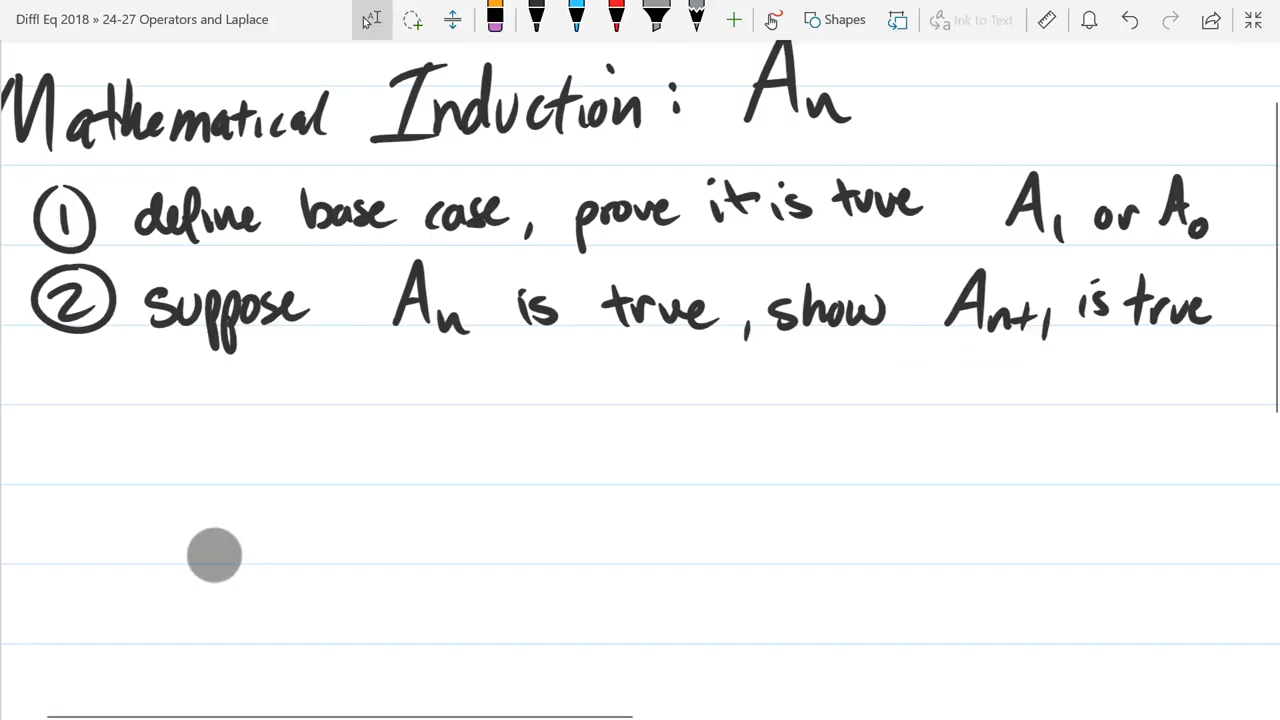 Diffl Eq 2018 » 24-27 Operators and Laplace
Shapes
Ink to Text
Mathematical Induction: Aₙ
① define base case, prove it is true A₁ or A₀
② suppose Aₙ is true, show Aₙ₊₁ is true